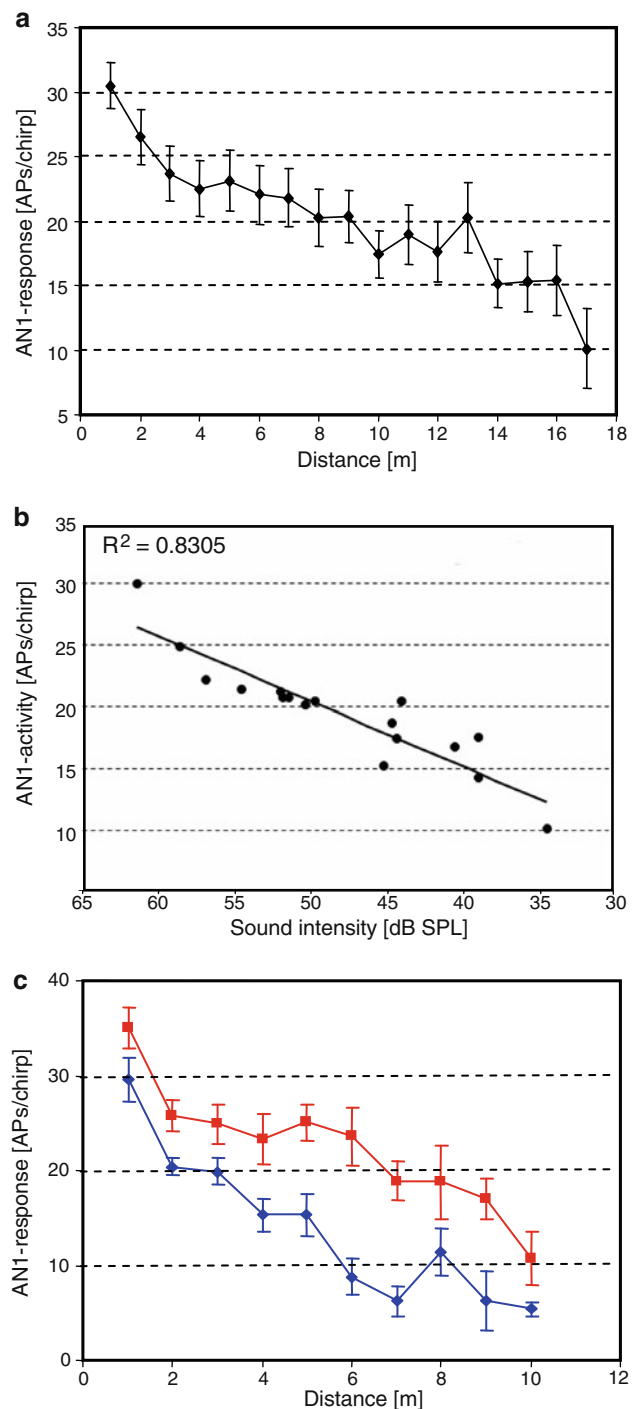 a
AN1-response [APs/chirp]
35
30
25
20
15
10
5
0 2 4 6 8 10 12 14 16 18
Distance [m]
b
R² = 0.8305
AN1-activity [APs/chirp]
35
30
25
20
15
10
65 60 55 50 45 40 35 30
Sound intensity [dB SPL]
c
AN1-response [APs/chirp]
40
30
20
10
0
0 2 4 6 8 10 12
Distance [m]